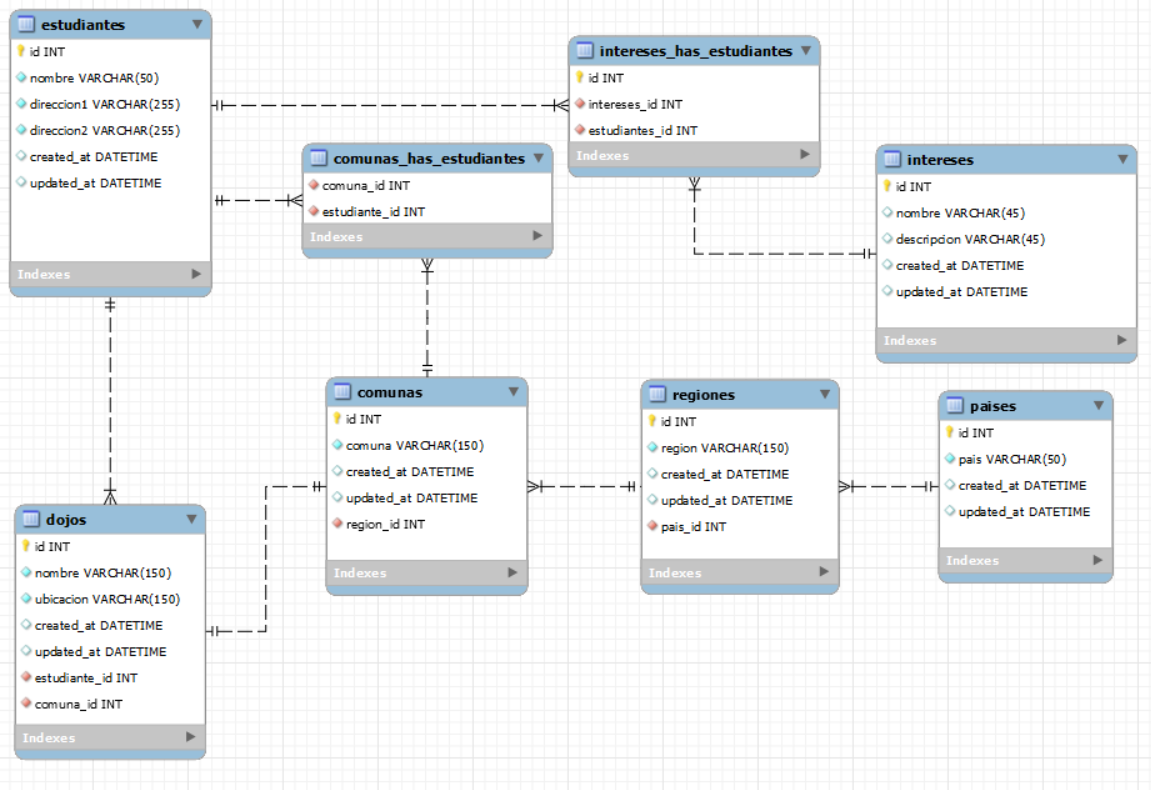 estudiantes
id INT
nombre VARCHAR(50)
direccion1 VARCHAR(255)
direccion2 VARCHAR(255)
created_at DATETIME
updated_at DATETIME
Indexes
intereses_has_estudiantes
id INT
intereses_id INT
estudiantes_id INT
Indexes
comunas_has_estudiantes
comuna_id INT
estudiante_id INT
Indexes
intereses
id INT
nombre VARCHAR(45)
descripcion VARCHAR(45)
created_at DATETIME
updated_at DATETIME
Indexes
comunas
id INT
comuna VARCHAR(150)
created_at DATETIME
updated_at DATETIME
region_id INT
Indexes
regiones
id INT
region VARCHAR(150)
created_at DATETIME
updated_at DATETIME
pais_id INT
Indexes
paises
id INT
pais VARCHAR(50)
created_at DATETIME
updated_at DATETIME
Indexes
dojos
id INT
nombre VARCHAR(150)
ubicacion VARCHAR(150)
created_at DATETIME
updated_at DATETIME
estudiante_id INT
comuna_id INT
Indexes